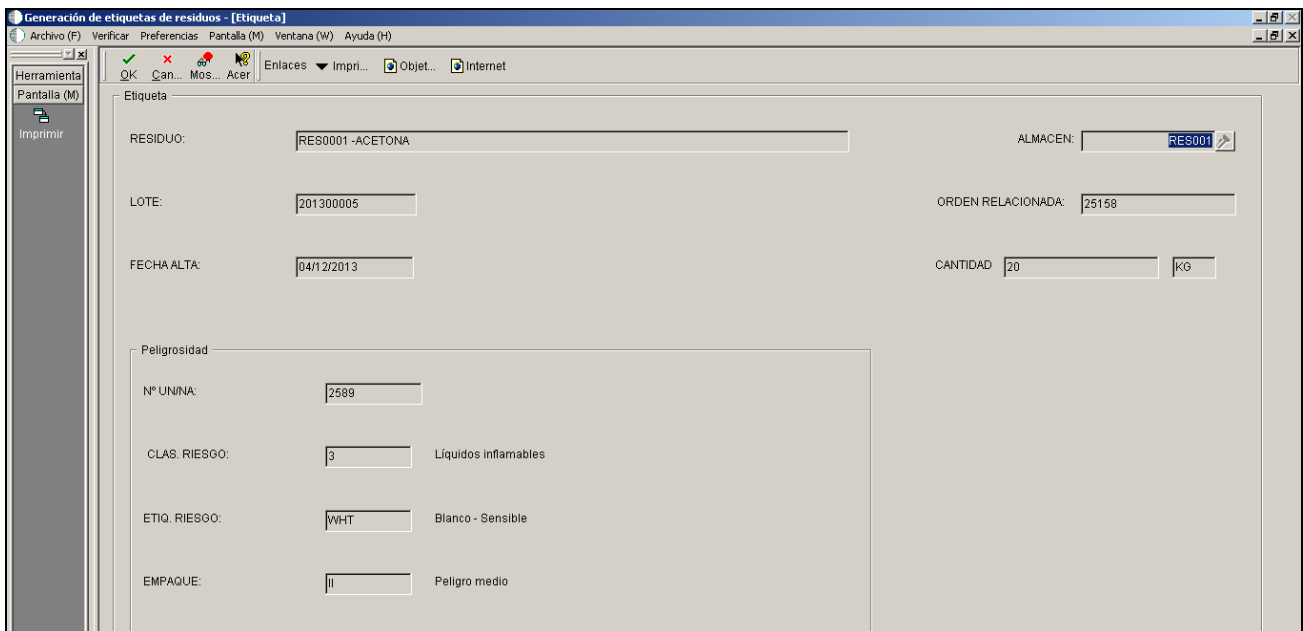 Generación de etiquetas de residuos - [Etiqueta]
Archivo (F) Verificar Preferencias Pantalla (M) Ventana (W) Ayuda (H)
Herramienta
Pantalla (M)
Imprimir
OK Can... Mos... Acer Enlaces Impri... Objet... Internet
Etiqueta
RESIDUO: RES0001 -ACETONA ALMACEN: RES001
LOTE: 201300005 ORDEN RELACIONADA: 25158
FECHA ALTA: 04/12/2013 CANTIDAD 20 KG
Peligrosidad
Nº UN/NA: 2589
CLAS. RIESGO: 3 Líquidos inflamables
ETIQ. RIESGO: WHT Blanco - Sensible
EMPAQUE: II Peligro medio